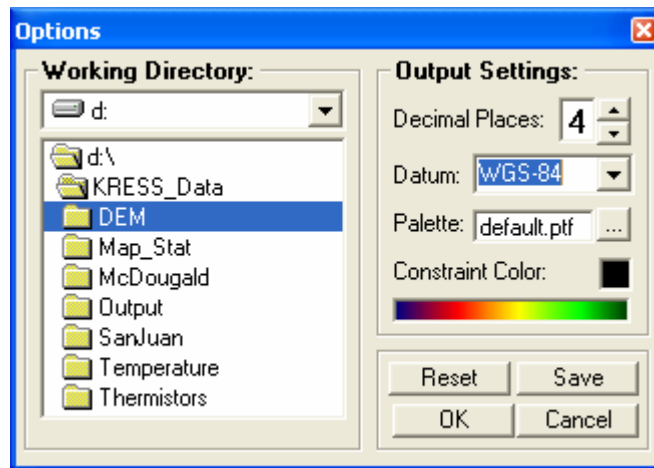 Options
Working Directory:
d:
d:\
KRESS_Data
DEM
Map_Stat
McDougald
Output
SanJuan
Temperature
Thermistors
Output Settings:
Decimal Places: 4
Datum: WGS-84
Palette: default.ptf ...
Constraint Color:
Reset Save
OK Cancel